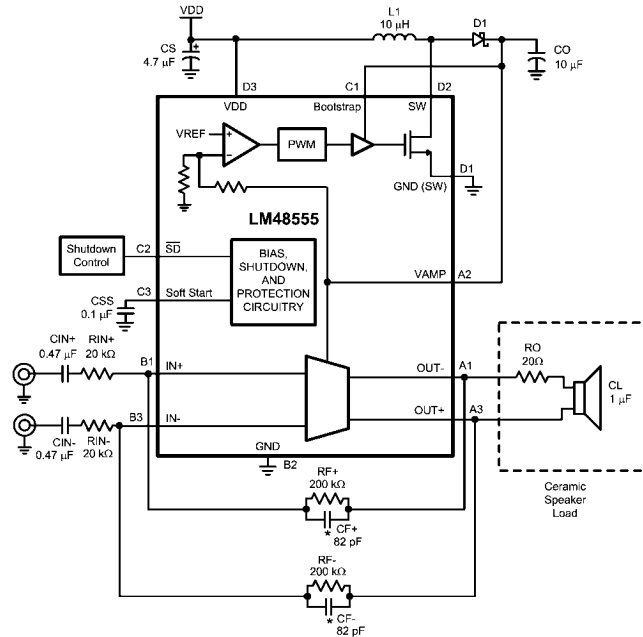 VDD
CS
4.7 µF
+
L1
10 µH
D1
CO
10 µF
D3
C1
D2
VDD
Bootstrap
SW
VREF
+
−
PWM
D1
GND (SW)
LM48555
Shutdown
Control
C2
SD
BIAS,
SHUTDOWN,
AND
PROTECTION
CIRCUITRY
VAMP
A2
C3
Soft Start
CSS
0.1 µF
CIN+
0.47 µF
RIN+
20 kΩ
B1
IN+
OUT-
A1
RO
20Ω
CL
1 µF
B3
IN-
OUT+
A3
CIN-
0.47 µF
RIN-
20 kΩ
GND
B2
RF+
200 kΩ
* CF+
82 pF
Ceramic
Speaker
Load
RF-
200 kΩ
* CF-
82 pF